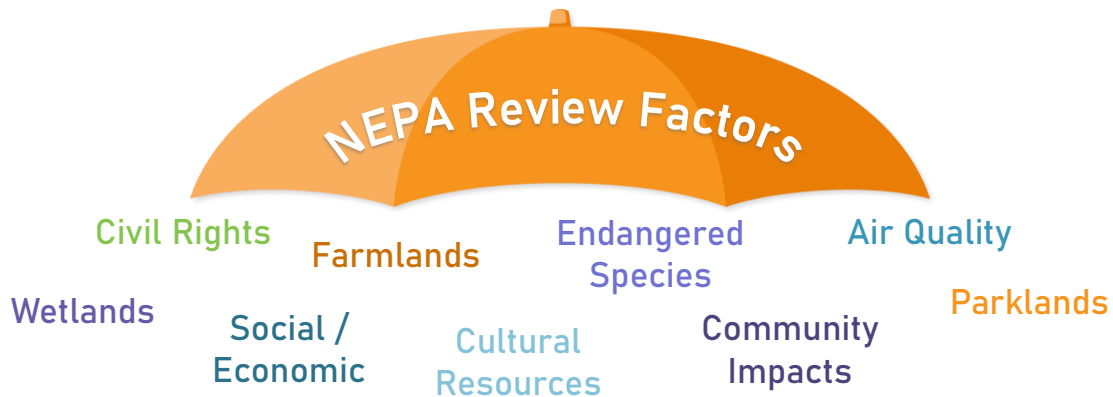 NEPA Review Factors
Civil Rights
Farmlands
Endangered
Species
Air Quality
Wetlands
Social /
Economic
Cultural
Resources
Community
Impacts
Parklands